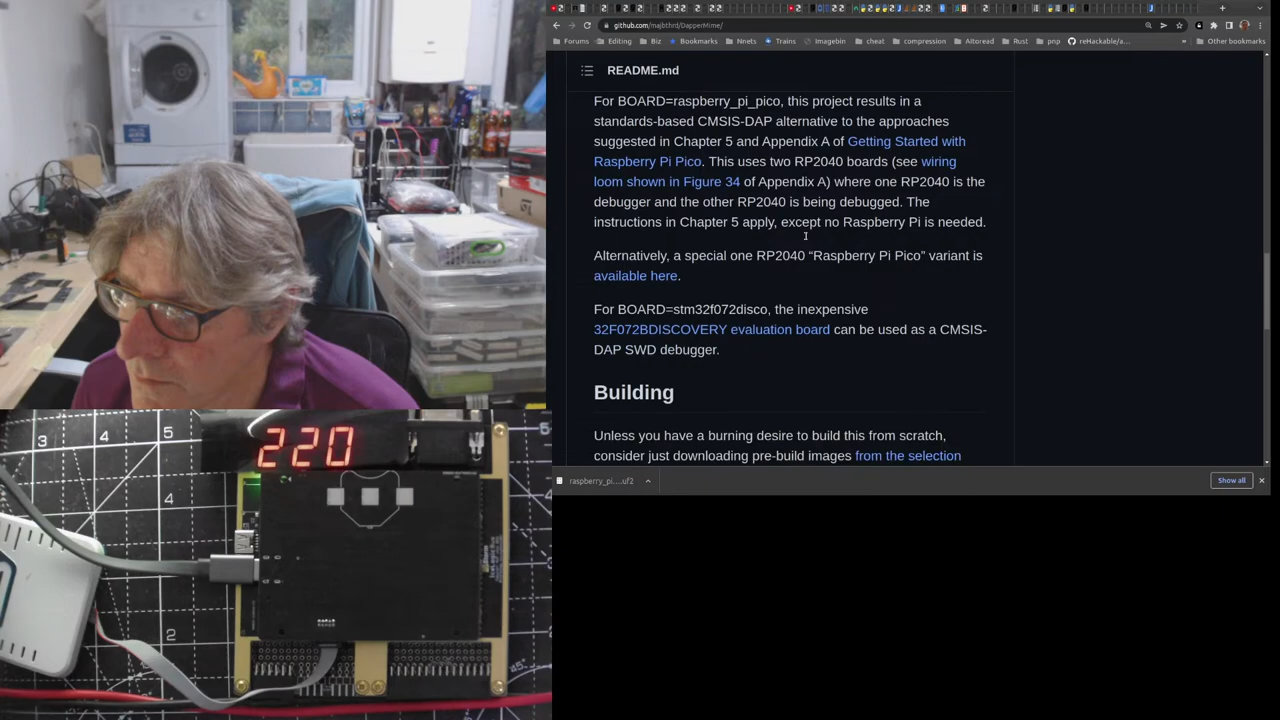 github.com/majbthrd/DapperMime/
Forums Editing Biz Bookmarks Nnets Trains Imagebin cheat compression Altoread Rust pnp reHackable/a... Other bookmarks
README.md
For BOARD=raspberry_pi_pico, this project results in a
standards-based CMSIS-DAP alternative to the approaches
suggested in Chapter 5 and Appendix A of Getting Started with
Raspberry Pi Pico. This uses two RP2040 boards (see wiring
loom shown in Figure 34 of Appendix A) where one RP2040 is the
debugger and the other RP2040 is being debugged. The
instructions in Chapter 5 apply, except no Raspberry Pi is needed.
Alternatively, a special one RP2040 “Raspberry Pi Pico” variant is
available here.
For BOARD=stm32f072disco, the inexpensive
32F072BDISCOVERY evaluation board can be used as a CMSIS-
DAP SWD debugger.
Building
Unless you have a burning desire to build this from scratch,
consider just downloading pre-build images from the selection
raspberry_pi....uf2
Show all
220
3 4 5
4
2